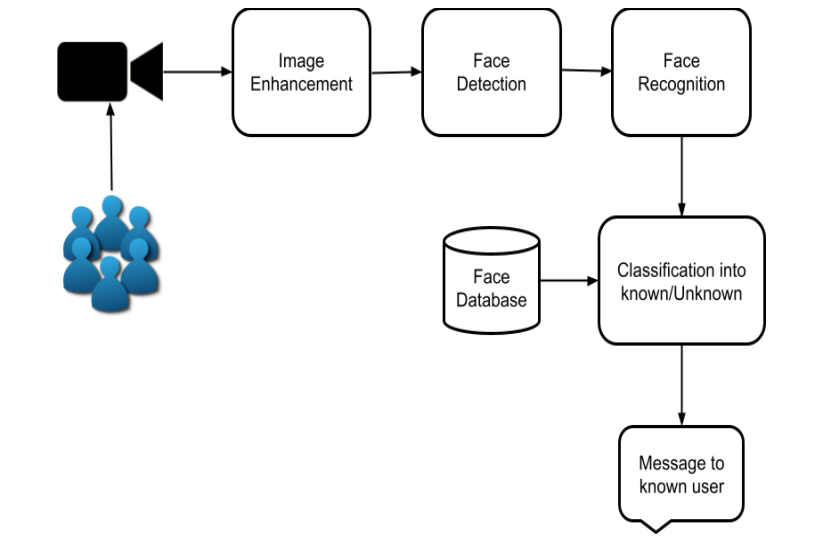 Image
Enhancement
Face
Detection
Face
Recognition
Face
Database
Classification into
known/Unknown
Message to
known user